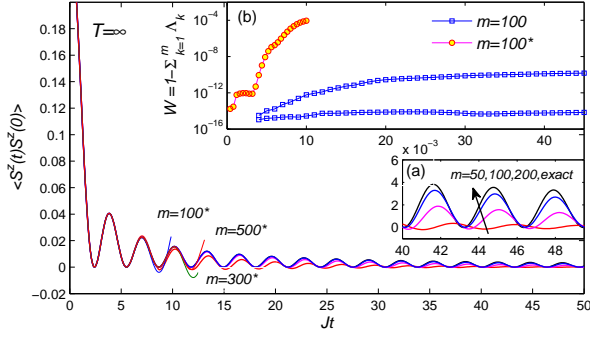 T=∞
(b)
m=100
m=100*
W = 1−Σ^m_{k=1} Λ_k
10^−4
10^−8
10^−12
10^−16
0 10 20 30 40
<S^z(t)S^z(0)>
0.18
0.16
0.14
0.12
0.1
0.08
0.06
0.04
0.02
0
−0.02
x 10^−3
(a)
m=50,100,200,exact
6
4
2
0
40 42 44 46 48
m=100*
m=500*
m=300*
0 5 10 15 20 25 30 35 40 45 50
Jt